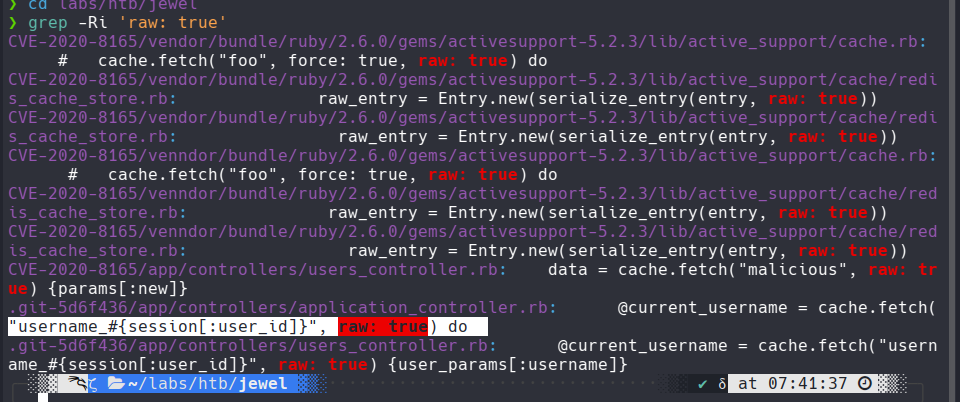 ❯ cd labs/htb/jewel
❯ grep -Ri 'raw: true'
CVE-2020-8165/vendor/bundle/ruby/2.6.0/gems/activesupport-5.2.3/lib/active_support/cache.rb:
#   cache.fetch("foo", force: true, raw: true) do
CVE-2020-8165/vendor/bundle/ruby/2.6.0/gems/activesupport-5.2.3/lib/active_support/cache/redi
s_cache_store.rb:              raw_entry = Entry.new(serialize_entry(entry, raw: true))
CVE-2020-8165/vendor/bundle/ruby/2.6.0/gems/activesupport-5.2.3/lib/active_support/cache/redi
s_cache_store.rb:                raw_entry = Entry.new(serialize_entry(entry, raw: true))
CVE-2020-8165/venndor/bundle/ruby/2.6.0/gems/activesupport-5.2.3/lib/active_support/cache.rb:
#   cache.fetch("foo", force: true, raw: true) do
CVE-2020-8165/venndor/bundle/ruby/2.6.0/gems/activesupport-5.2.3/lib/active_support/cache/red
is_cache_store.rb:              raw_entry = Entry.new(serialize_entry(entry, raw: true))
CVE-2020-8165/venndor/bundle/ruby/2.6.0/gems/activesupport-5.2.3/lib/active_support/cache/red
is_cache_store.rb:                raw_entry = Entry.new(serialize_entry(entry, raw: true))
CVE-2020-8165/app/controllers/users_controller.rb:    data = cache.fetch("malicious", raw: tr
ue) {params[:new]}
.git-5d6f436/app/controllers/application_controller.rb:      @current_username = cache.fetch(
"username_#{session[:user_id]}", raw: true) do
.git-5d6f436/app/controllers/users_controller.rb:      @current_username = cache.fetch("usern
ame_#{session[:user_id]}", raw: true) {user_params[:username]}
~/labs/htb/jewel ✔ δ at 07:41:37